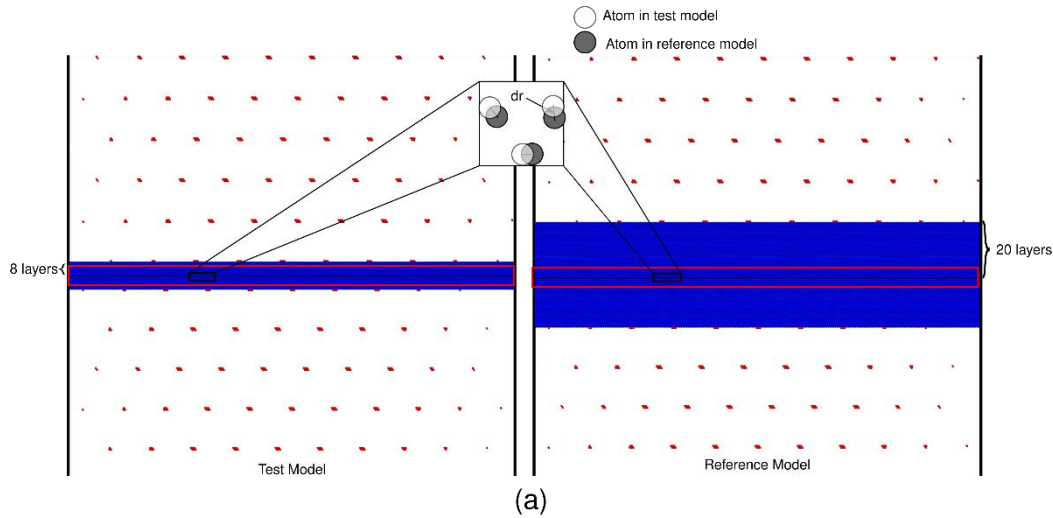 Atom in test model
Atom in reference model
dr
8 layers
20 layers
Test Model
Reference Model
(a)